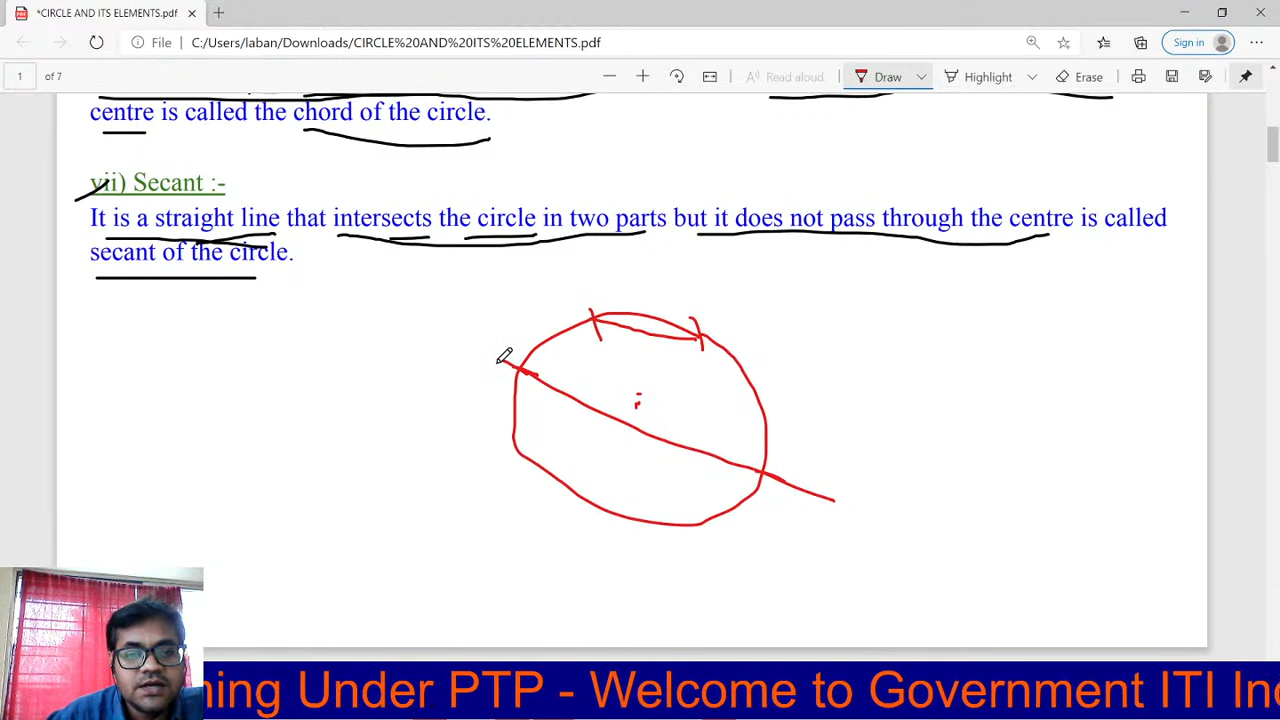 *CIRCLE AND ITS ELEMENTS.pdf
File C:/Users/laban/Downloads/CIRCLE%20AND%20ITS%20ELEMENTS.pdf Sign in
1 of 7 Read aloud Draw Highlight Erase
centre is called the chord of the circle.
vii) Secant :-
It is a straight line that intersects the circle in two parts but it does not pass through the centre is called
secant of the circle.
ning Under PTP - Welcome to Government ITI